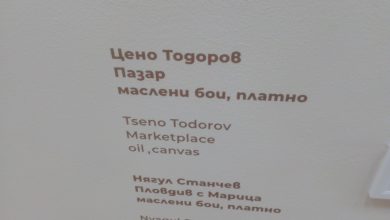 Цено Тодоров
Пазар
маслени бои, платно
Tseno Todorov
Marketplace
oil ,canvas
Нягул Станчев
Пловдив с Марица
маслени бои, платно